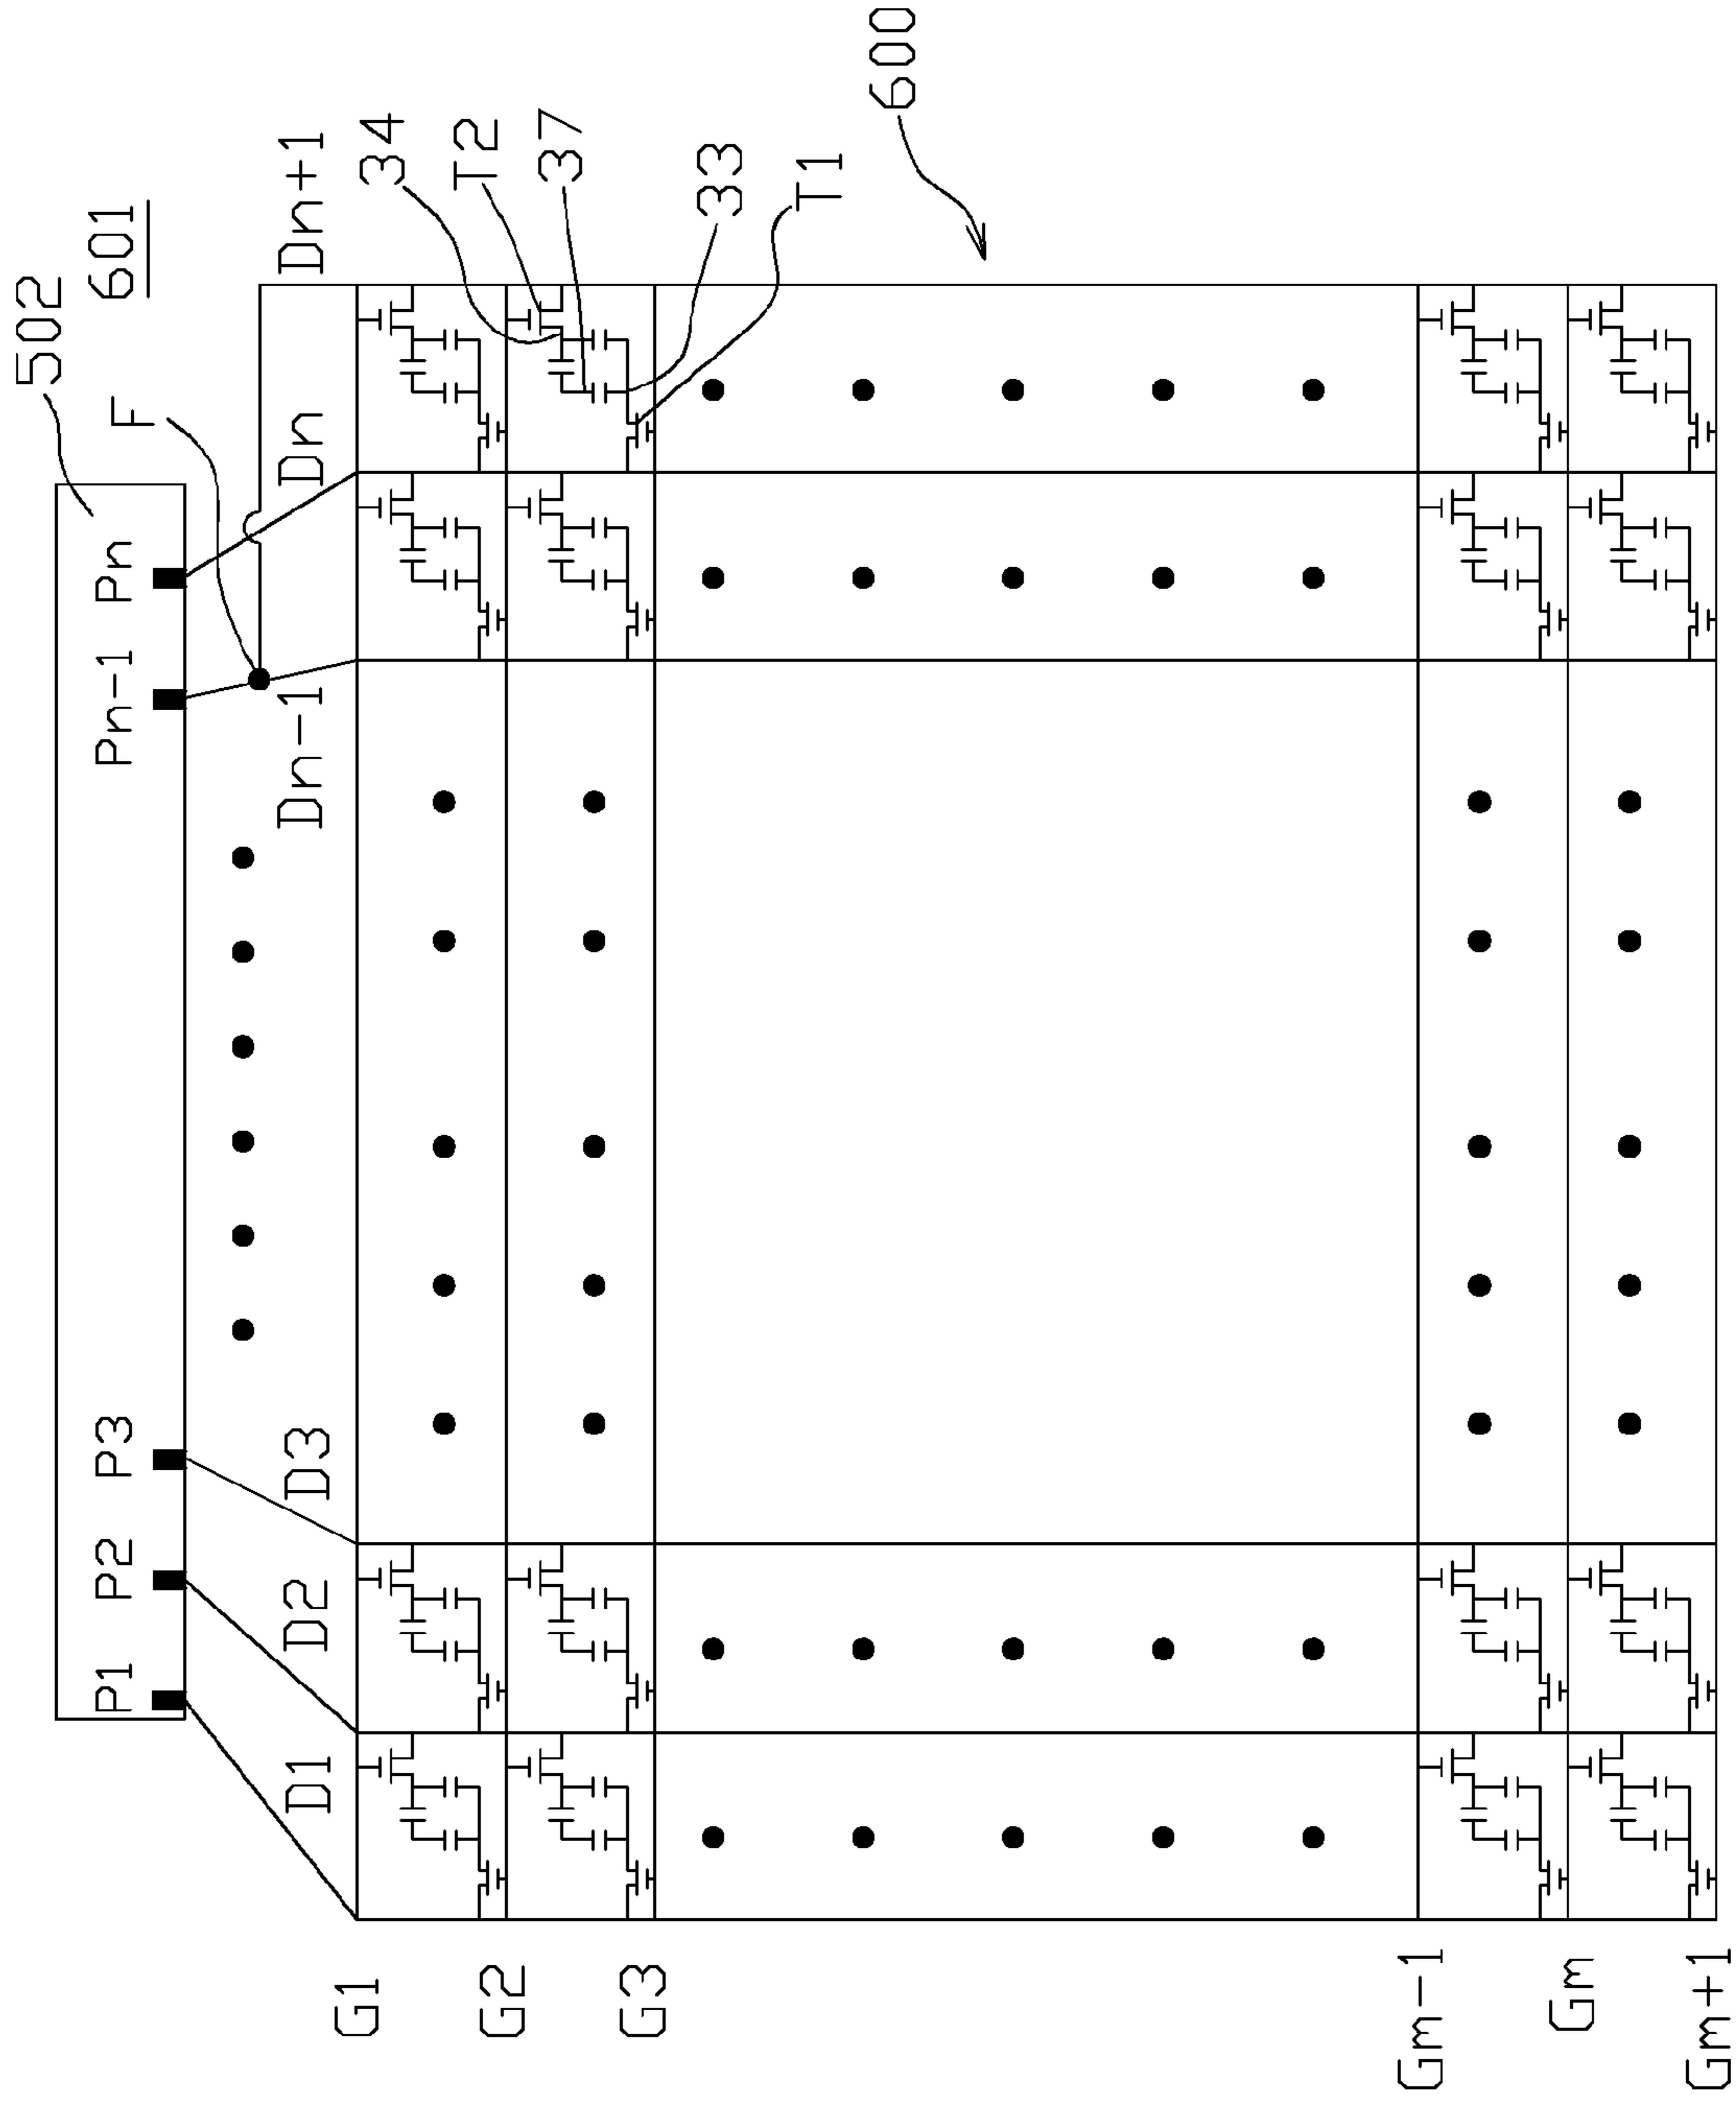 502
601
F
P1 P2 P3 Pn-1 Pn
D1 D2 D3 Dn-1 Dn Dn+1
34
T2
37
333
T1
600
G1
G2
G3
Gm-1
Gm
Gm+1